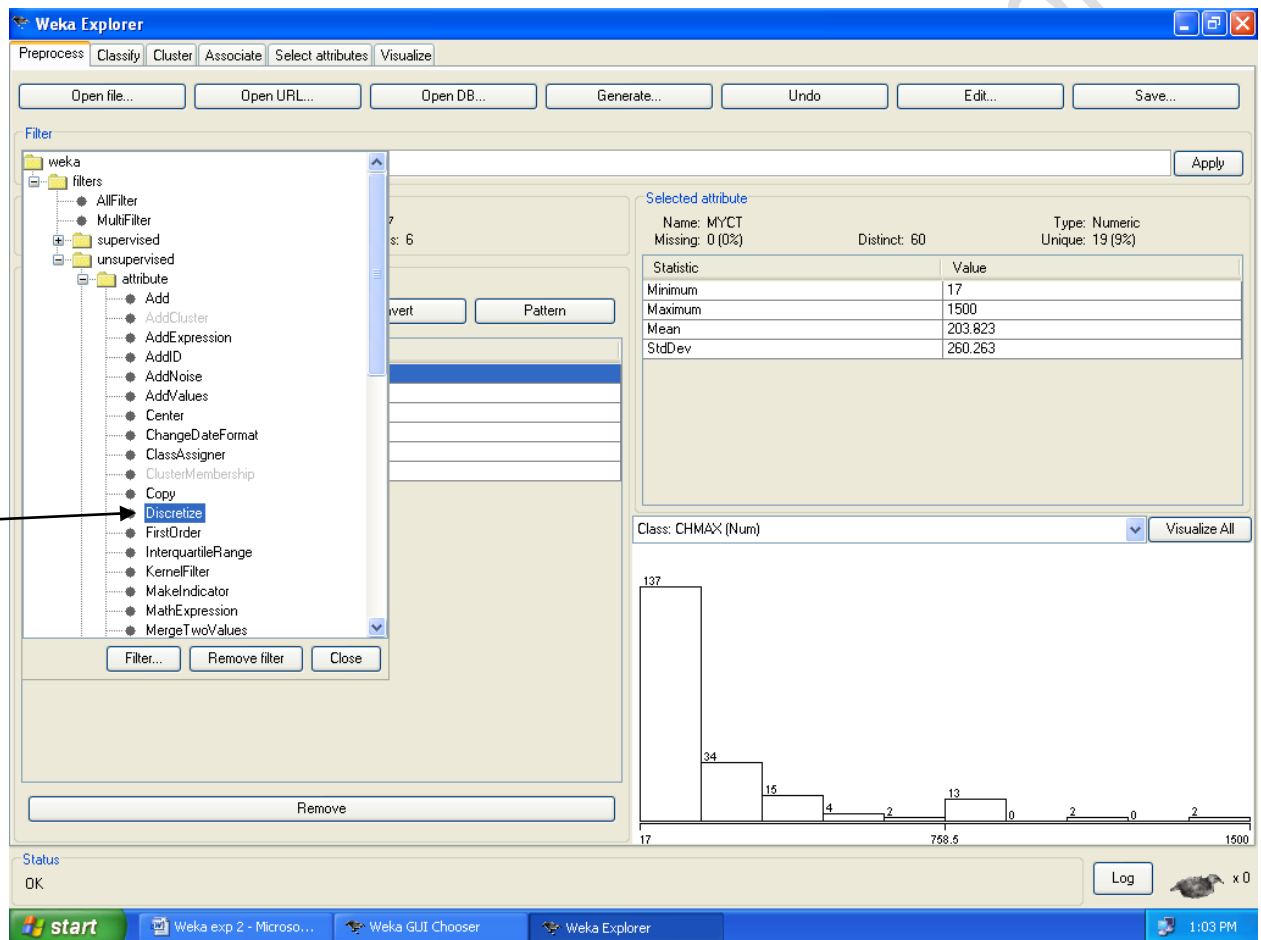 Weka Explorer
Preprocess Classify Cluster Associate Select attributes Visualize
Open file... Open URL... Open DB... Generate... Undo Edit... Save...
Filter
weka
filters
AllFilter
MultiFilter
supervised
unsupervised
attribute
Add
AddCluster
AddExpression
AddID
AddNoise
AddValues
Center
ChangeDateFormat
ClassAssigner
ClusterMembership
Copy
Discretize
FirstOrder
InterquartileRange
KernelFilter
MakeIndicator
MathExpression
MergeTwoValues
Filter... Remove filter Close
Apply
s: 6
Pattern
Remove
Selected attribute
Name: MYCT Type: Numeric
Missing: 0 (0%) Distinct: 60 Unique: 19 (9%)
Statistic Value
Minimum 17
Maximum 1500
Mean 203.823
StdDev 260.263
Class: CHMAX (Num) Visualize All
137
34
15 4 2 13 0 2 0 2
17 758.5 1500
Status
OK
Log x 0
start Weka exp 2 - Microso... Weka GUI Chooser Weka Explorer 1:03 PM